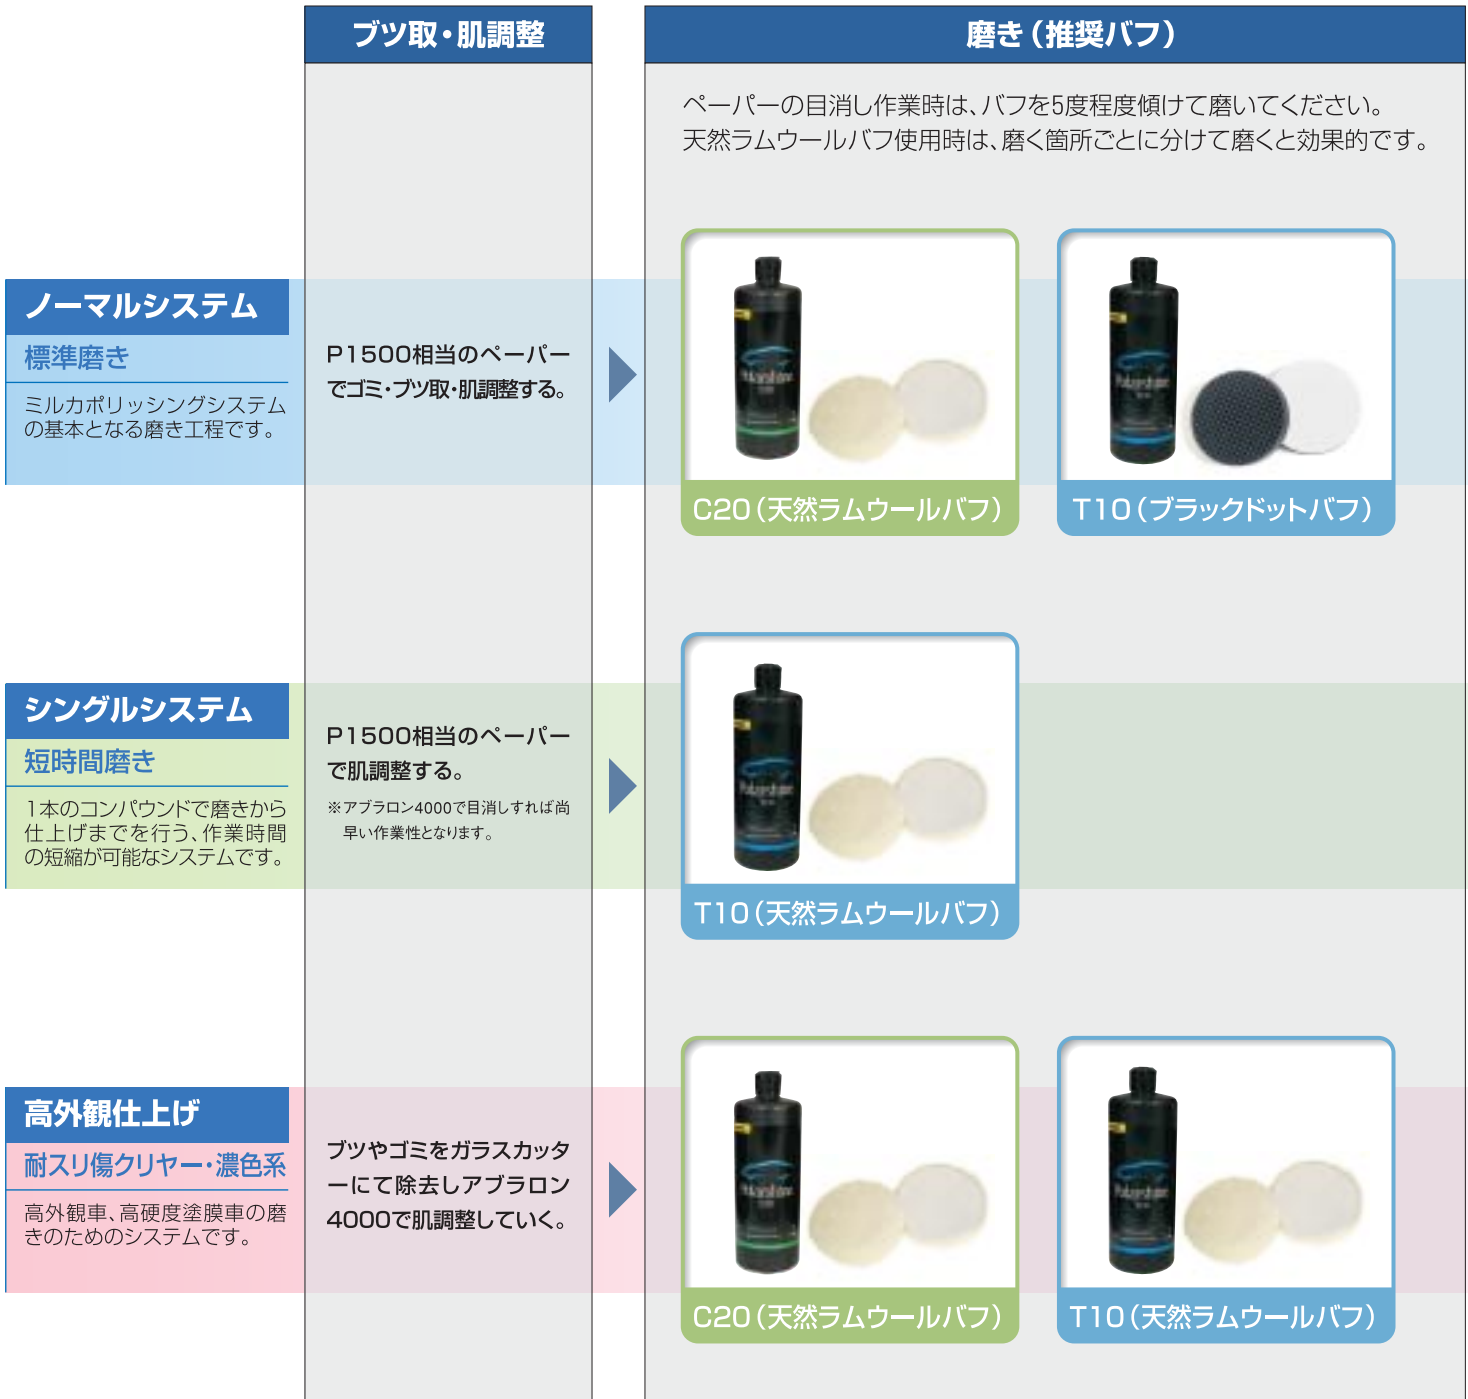 ブツ取・肌調整
磨き（推奨バフ）
ペーパーの目消し作業時は、バフを5度程度傾けて磨いてください。
天然ラムウールバフ使用時は、磨く箇所ごとに分けて磨くと効果的です。
ノーマルシステム
標準磨き
ミルカポリッシングシステム
の基本となる磨き工程です。
P1500相当のペーパー
でゴミ・ブツ取・肌調整する。
C20（天然ラムウールバフ）
T10（ブラックドットバフ）
シングルシステム
短時間磨き
1本のコンパウンドで磨きから
仕上げまでを行う、作業時間
の短縮が可能なシステムです。
P1500相当のペーパー
で肌調整する。
※アブラロン4000で目消しすれば尚
早い作業性となります。
T10（天然ラムウールバフ）
高外観仕上げ
耐スリ傷クリヤー・濃色系
高外観車、高硬度塗膜車の磨
きのためのシステムです。
ブツやゴミをガラスカッタ
ーにて除去しアブラロン
4000で肌調整していく。
C20（天然ラムウールバフ）
T10（天然ラムウールバフ）